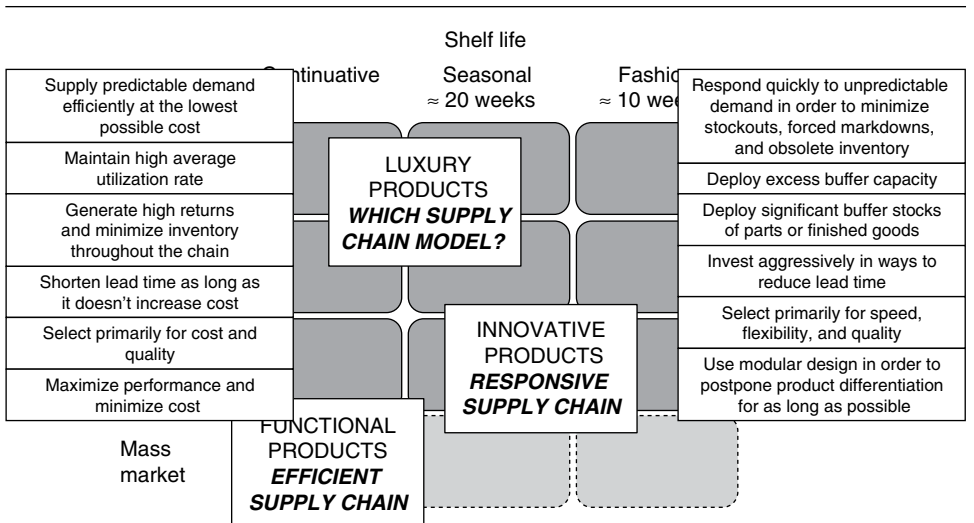 Shelf life
Continuative
Seasonal
≈ 20 weeks
Fashio
≈ 10 wee
Supply predictable demand
efficiently at the lowest
possible cost
Maintain high average
utilization rate
Generate high returns
and minimize inventory
throughout the chain
Shorten lead time as long as
it doesn't increase cost
Select primarily for cost and
quality
Maximize performance and
minimize cost
LUXURY
PRODUCTS
WHICH SUPPLY
CHAIN MODEL?
INNOVATIVE
PRODUCTS
RESPONSIVE
SUPPLY CHAIN
Respond quickly to unpredictable
demand in order to minimize
stockouts, forced markdowns,
and obsolete inventory
Deploy excess buffer capacity
Deploy significant buffer stocks
of parts or finished goods
Invest aggressively in ways to
reduce lead time
Select primarily for speed,
flexibility, and quality
Use modular design in order to
postpone product differentiation
for as long as possible
Mass
market
FUNCTIONAL
PRODUCTS
EFFICIENT
SUPPLY CHAIN